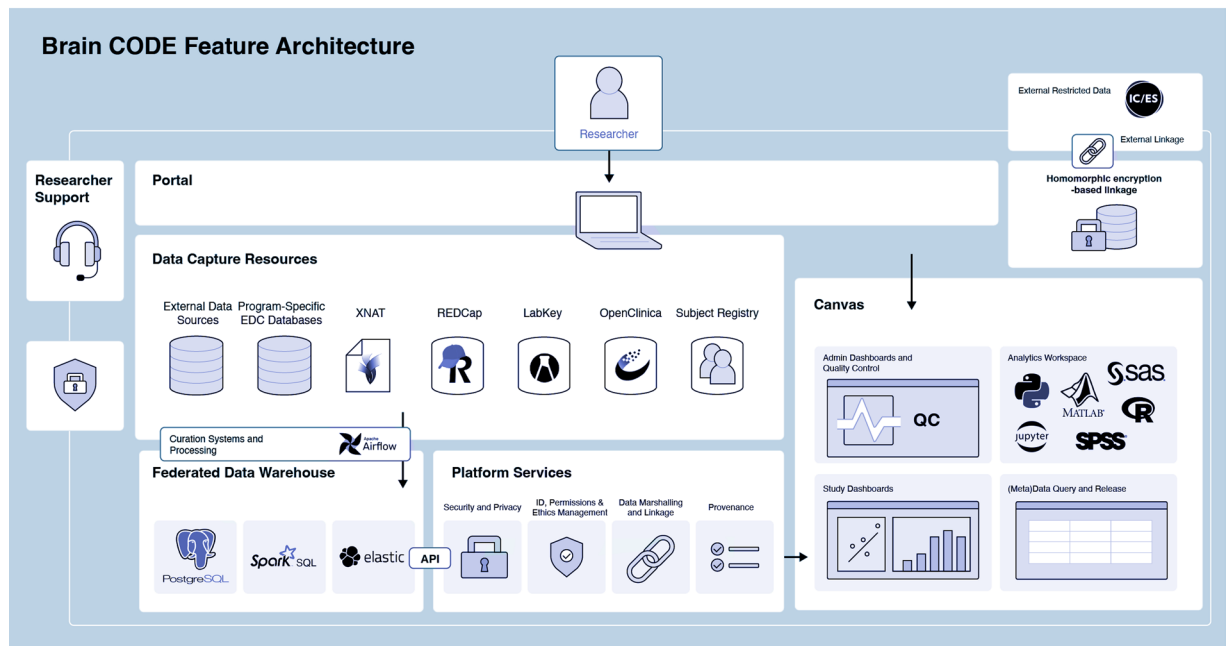 Brain CODE Feature Architecture
Researcher
External Restricted Data
IC/ES
External Linkage
Homomorphic encryption
-based linkage
Researcher
Support
Portal
Data Capture Resources
External Data
Sources
Program-Specific
EDC Databases
XNAT
REDCap
LabKey
OpenClinica
Subject Registry
R
Curation Systems and
Processing
Apache
Airflow
Federated Data Warehouse
PostgreSQL
Spark SQL
elastic
API
Platform Services
Security and Privacy
ID, Permissions &
Ethics Management
Data Marshalling
and Linkage
Provenance
Canvas
Admin Dashboards and
Quality Control
QC
Analytics Workspace
MATLAB
sas
R
jupyter
SPSS
Study Dashboards
(Meta)Data Query and Release